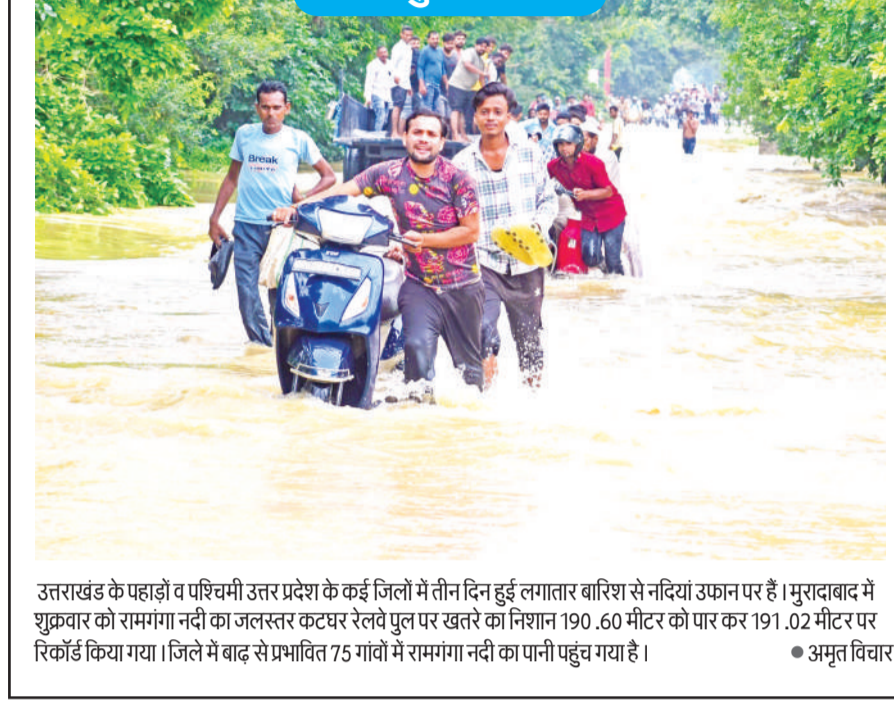 Break
उत्तराखंड के पहाड़ों व पश्चिमी उत्तर प्रदेश के कई जिलों में तीन दिन हुई लगातार बारिश से नदियां उफान पर हैं। मुरादाबाद में
शुक्रवार को रामगंगा नदी का जलस्तर कटघर रेलवे पुल पर खतरे का निशान 190 .60 मीटर को पार कर 191 .02 मीटर पर
रिकॉर्ड किया गया। जिले में बाढ़ से प्रभावित 75 गांवों में रामगंगा नदी का पानी पहुंच गया है। ● अमृत विचार